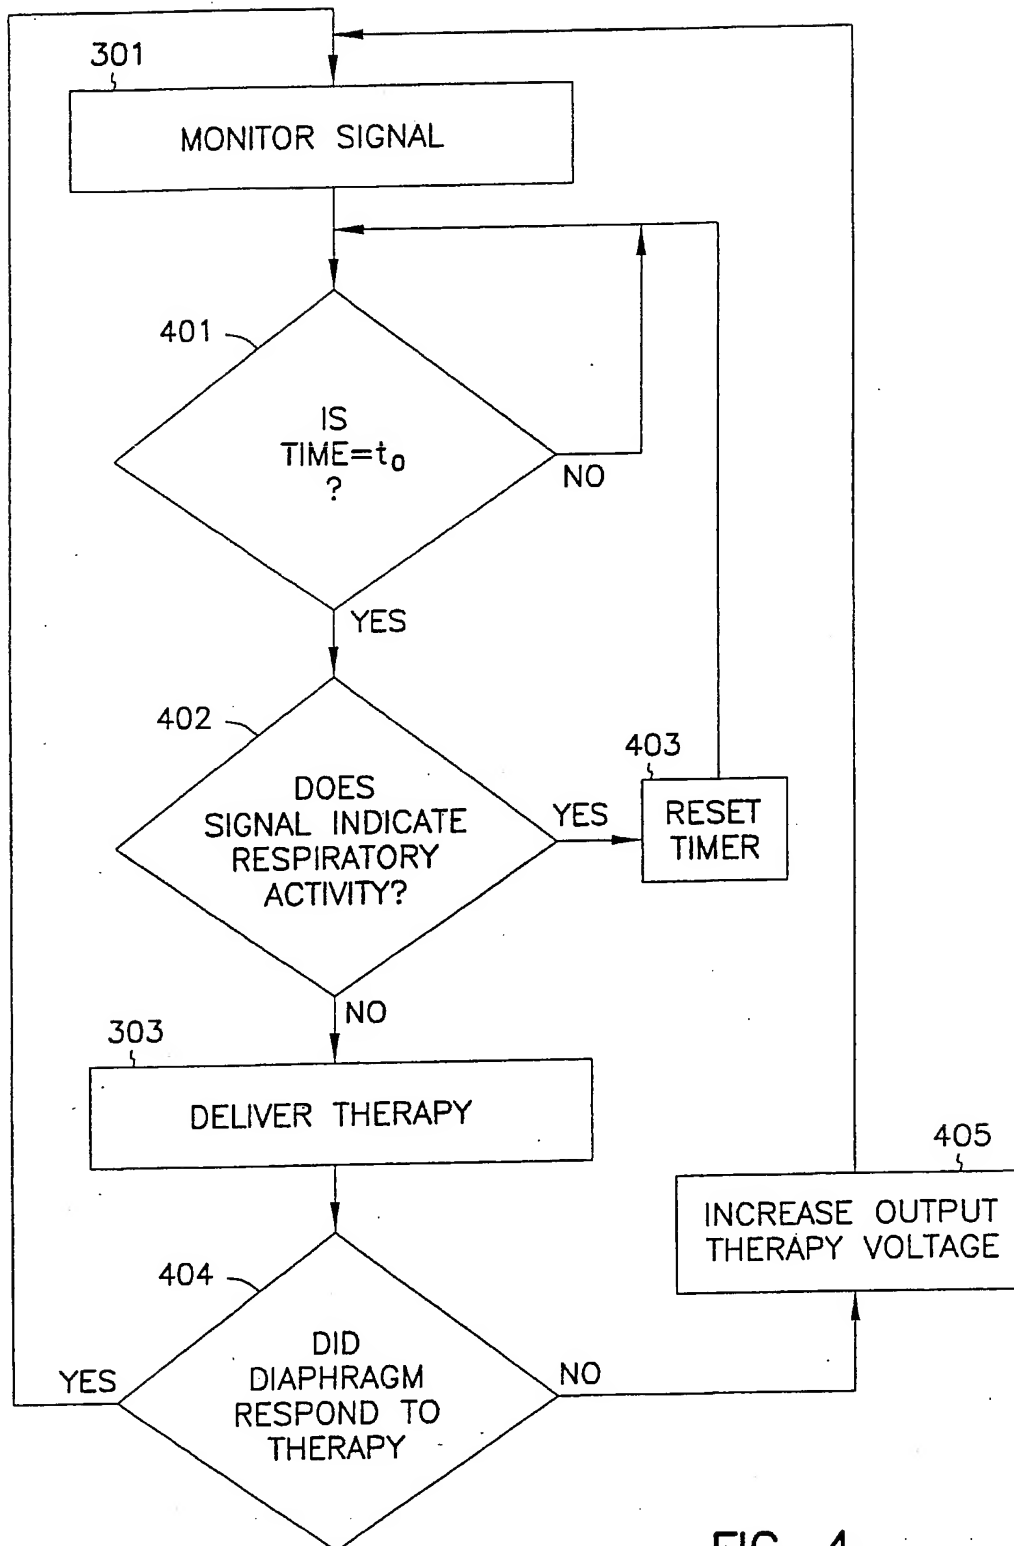 301
MONITOR SIGNAL
401
IS
TIME=t₀
?
NO
YES
402
DOES
SIGNAL INDICATE
RESPIRATORY
ACTIVITY?
YES
403
RESET
TIMER
NO
303
DELIVER THERAPY
405
INCREASE OUTPUT
THERAPY VOLTAGE
404
DID
DIAPHRAGM
RESPOND TO
THERAPY
YES
NO
FIG. 4